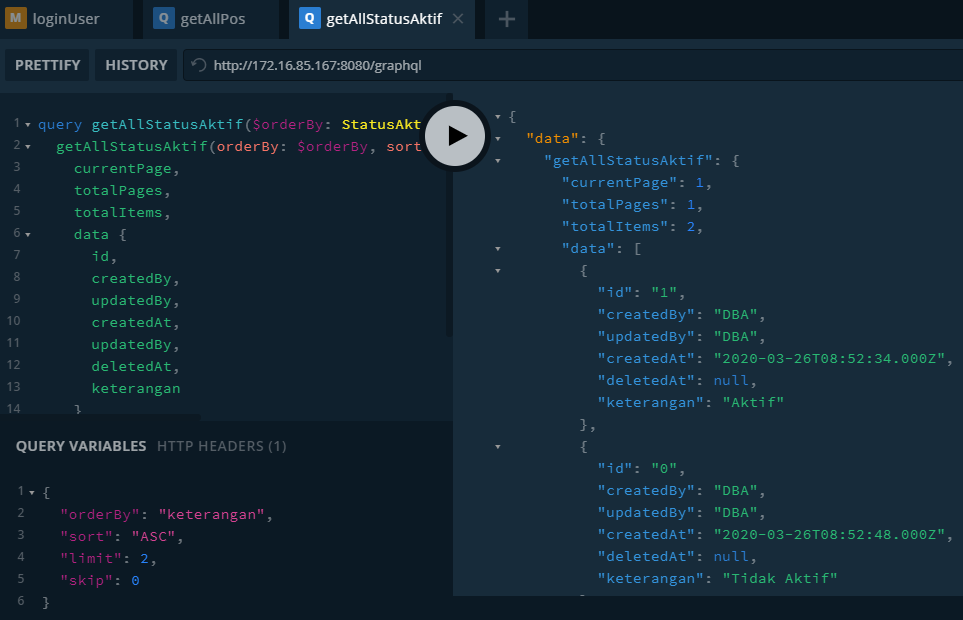 M loginUser
Q getAllPos
Q getAllStatusAktif ×
+
PRETTIFY
HISTORY
http://172.16.85.167:8080/graphql
1 query getAllStatusAktif($orderBy: StatusAkt
2 getAllStatusAktif(orderBy: $orderBy, sort
3 currentPage,
4 totalPages,
5 totalItems,
6 data {
7 id,
8 createdBy,
9 updatedBy,
10 createdAt,
11 updatedBy,
12 deletedAt,
13 keterangan
14 }
QUERY VARIABLES
HTTP HEADERS (1)
1 {
2 "orderBy": "keterangan",
3 "sort": "ASC",
4 "limit": 2,
5 "skip": 0
6 }
{
"data": {
"getAllStatusAktif": {
"currentPage": 1,
"totalPages": 1,
"totalItems": 2,
"data": [
{
"id": "1",
"createdBy": "DBA",
"updatedBy": "DBA",
"createdAt": "2020-03-26T08:52:34.000Z",
"deletedAt": null,
"keterangan": "Aktif"
},
{
"id": "0",
"createdBy": "DBA",
"updatedBy": "DBA",
"createdAt": "2020-03-26T08:52:48.000Z",
"deletedAt": null,
"keterangan": "Tidak Aktif"